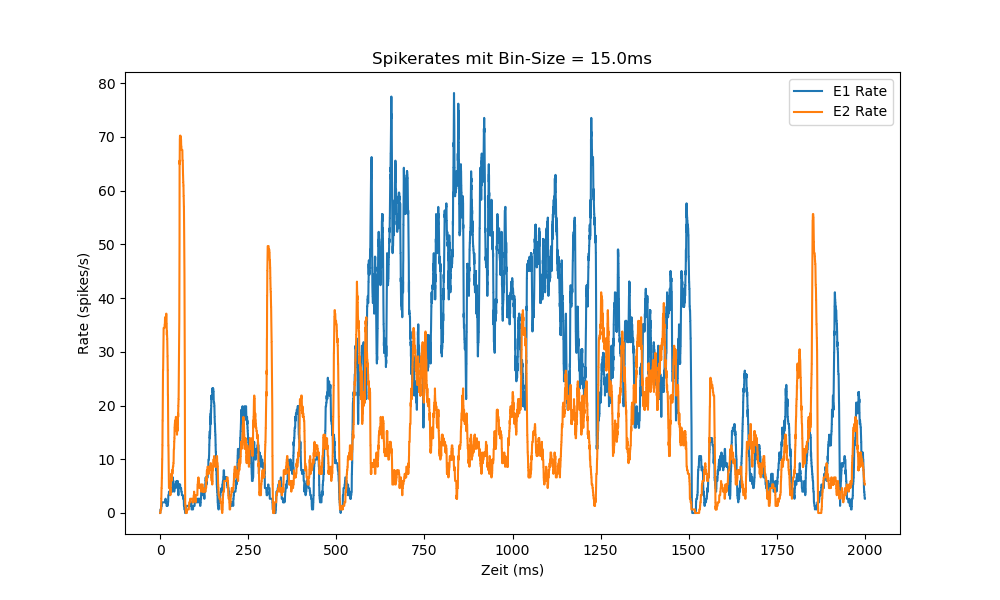 Spikerates mit Bin-Size = 15.0ms
E1 Rate
E2 Rate
80
70
60
50
40
30
20
10
0
Rate (spikes/s)
0 250 500 750 1000 1250 1500 1750 2000
Zeit (ms)